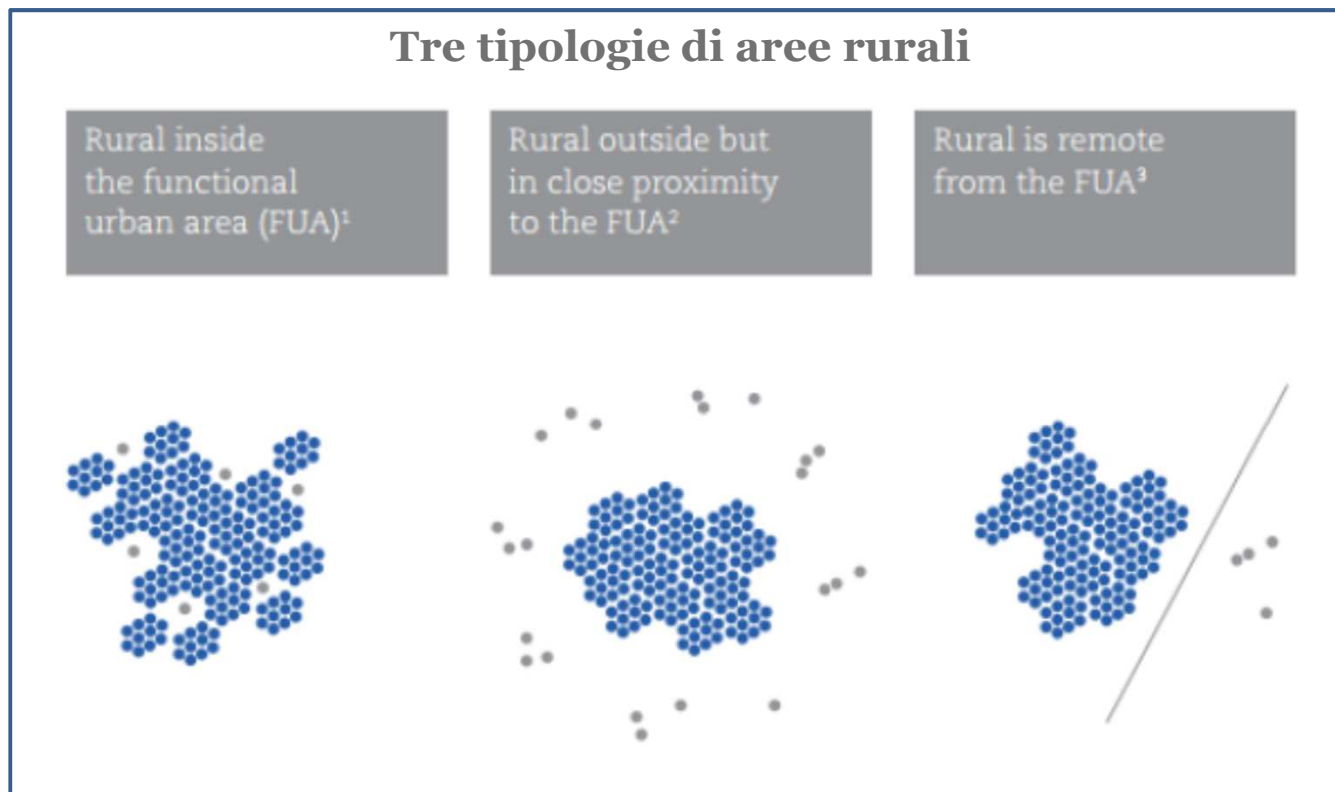 Tre tipologie di aree rurali
Rural inside
the functional
urban area (FUA)¹
Rural outside but
in close proximity
to the FUA²
Rural is remote
from the FUA³